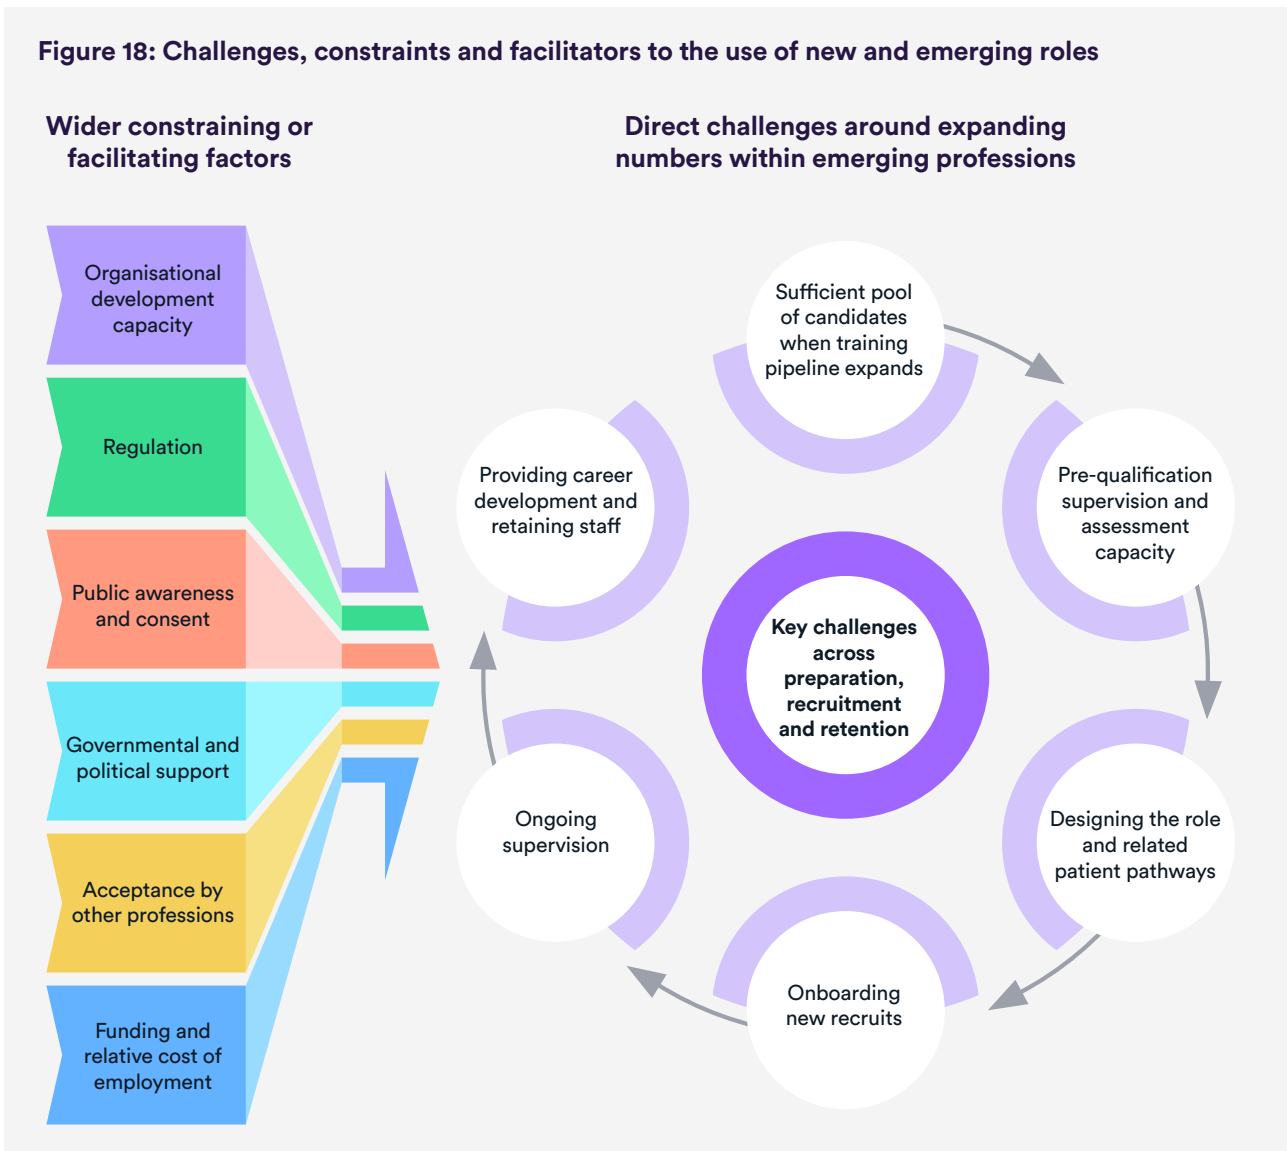 Figure 18: Challenges, constraints and facilitators to the use of new and emerging roles
Wider constraining or
facilitating factors
Direct challenges around expanding
numbers within emerging professions
Organisational
development
capacity
Regulation
Public awareness
and consent
Governmental and
political support
Acceptance by
other professions
Funding and
relative cost of
employment
Sufficient pool
of candidates
when training
pipeline expands
Pre-qualification
supervision and
assessment
capacity
Designing the role
and related
patient pathways
Onboarding
new recruits
Ongoing
supervision
Providing career
development and
retaining staff
Key challenges
across
preparation,
recruitment
and retention